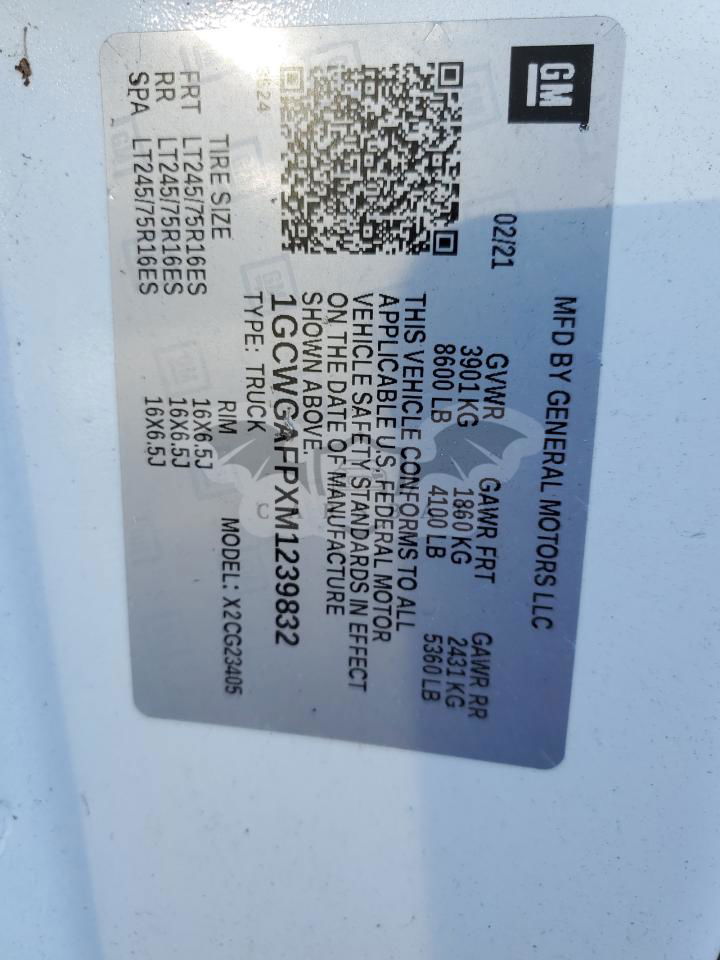 GM
MFD BY GENERAL MOTORS LLC
02/21
GVWR GAWR FRT GAWR RR
3901 KG 1860 KG 2431 KG
8600 LB 4100 LB 5360 LB
THIS VEHICLE CONFORMS TO ALL
APPLICABLE U.S. FEDERAL MOTOR
VEHICLE SAFETY STANDARDS IN EFFECT
ON THE DATE OF MANUFACTURE
SHOWN ABOVE.
1GCWGAFPXM1239832
TYPE: TRUCK MODEL: X2CG23405
TIRE SIZE RIM
FRT LT245/75R16ES 16X6.5J
RR LT245/75R16ES 16X6.5J
SPA LT245/75R16ES 16X6.5J